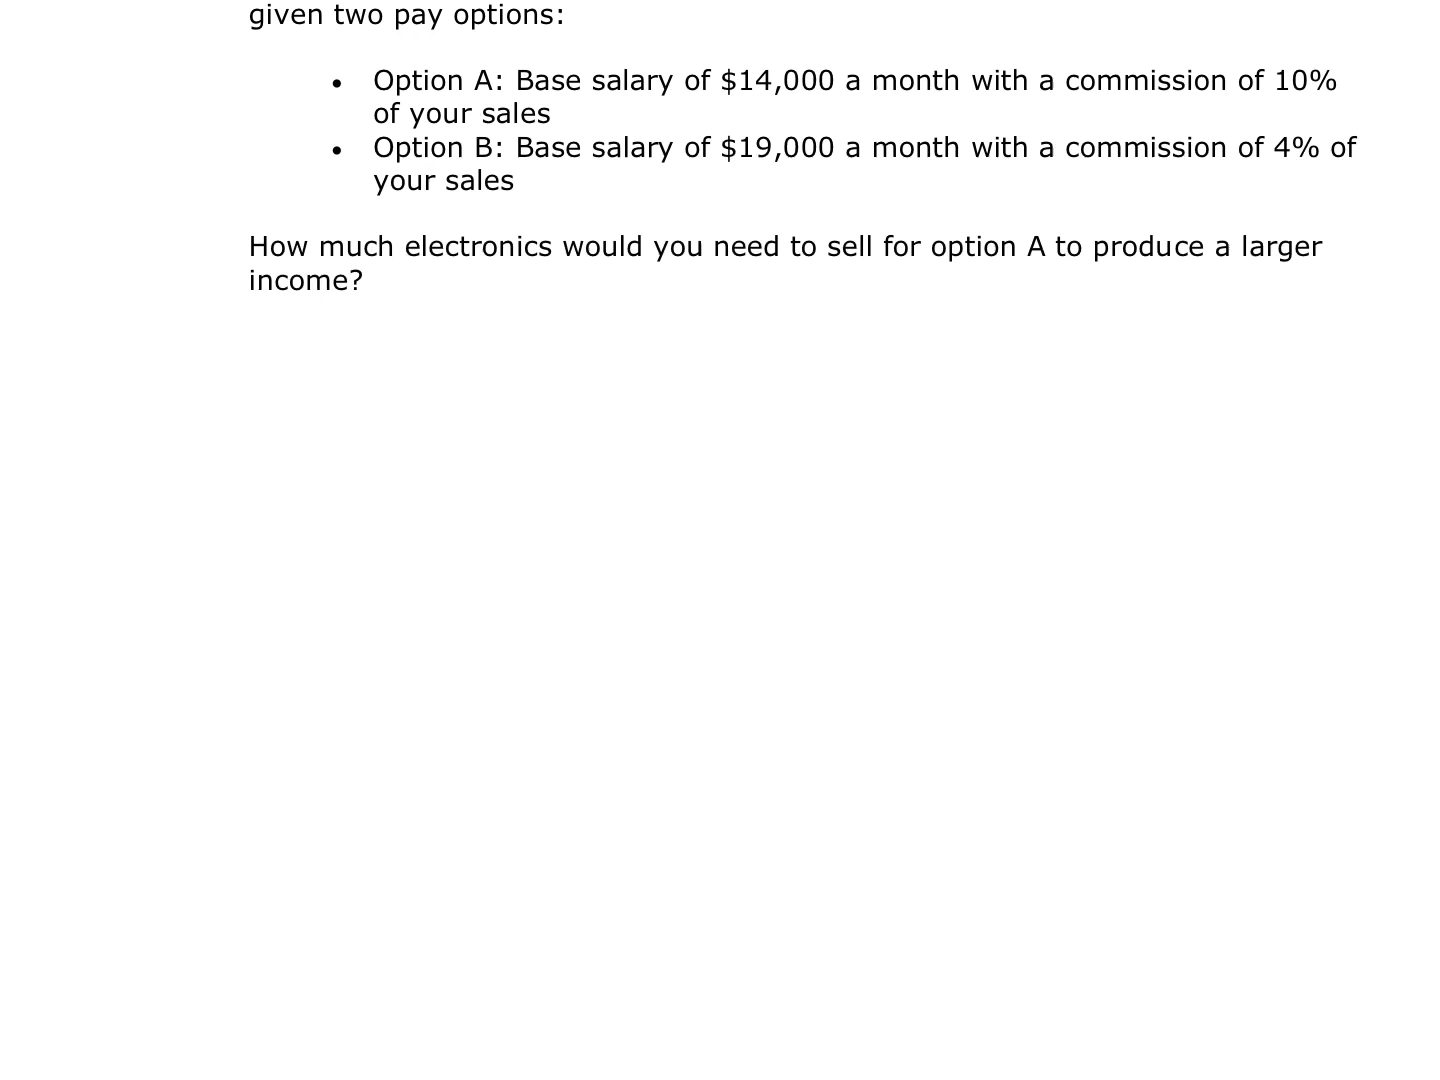 given two pay options:
• Option A: Base salary of $14,000 a month with a commission of 10%
of your sales
• Option B: Base salary of $19,000 a month with a commission of 4% of
your sales
How much electronics would you need to sell for option A to produce a larger
income?